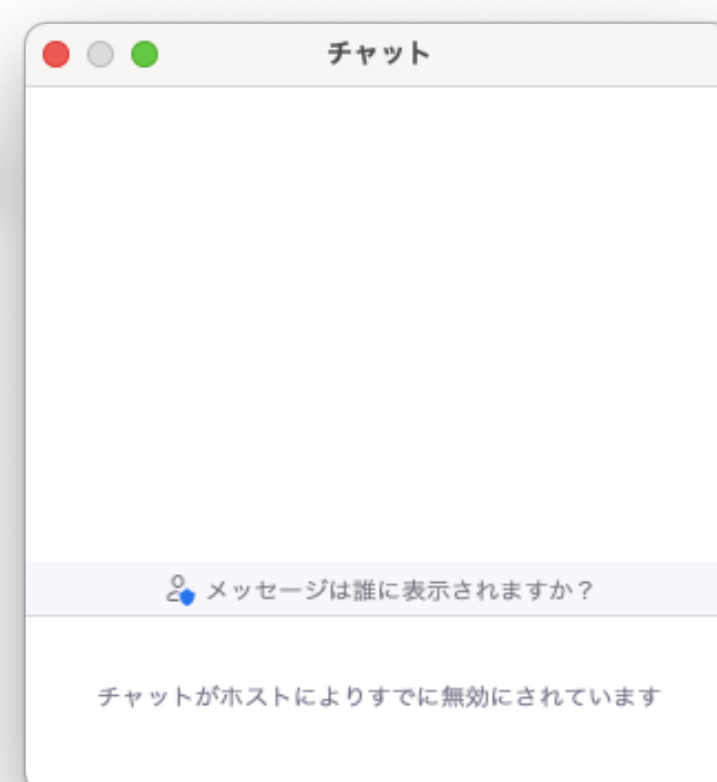 チャット
メッセージは誰に表示されますか？
チャットがホストによりすでに無効にされています